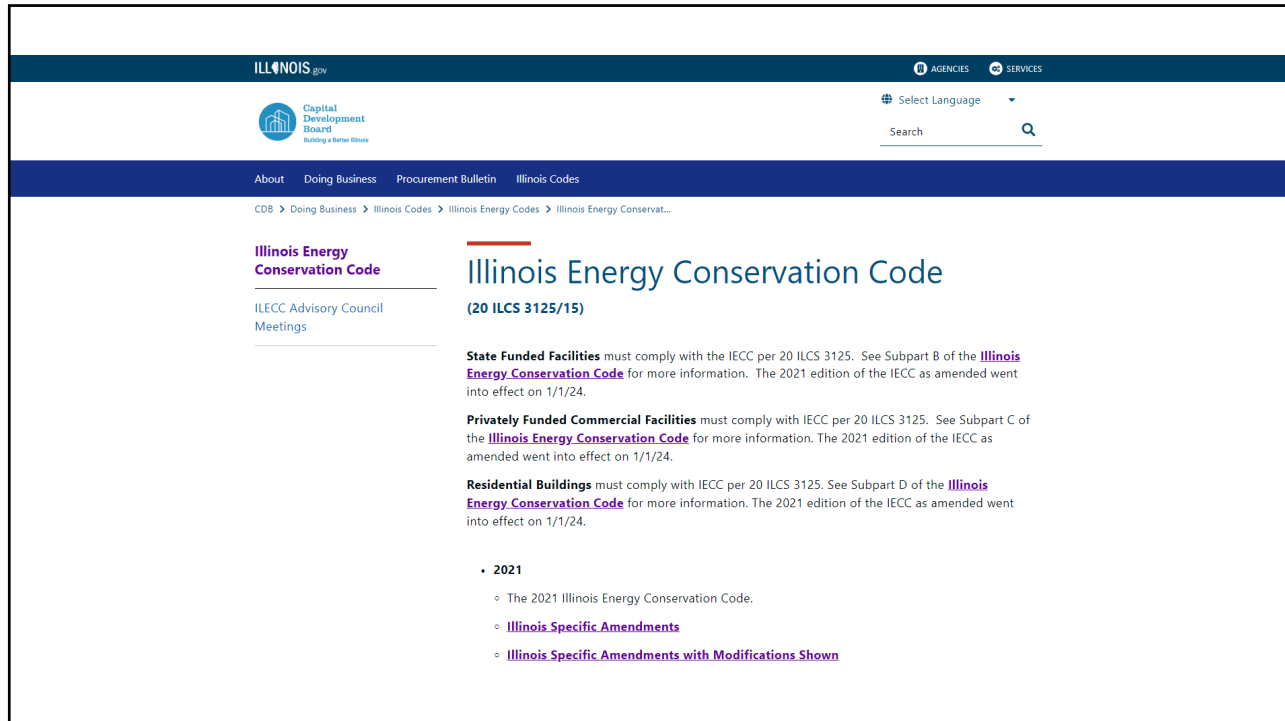 ILLINOIS.gov
AGENCIES
SERVICES
Capital
Development
Board
Building a Better Illinois
Select Language
Search
About Doing Business Procurement Bulletin Illinois Codes
CDB > Doing Business > Illinois Codes > Illinois Energy Codes > Illinois Energy Conservat...
Illinois Energy
Conservation Code
ILECC Advisory Council
Meetings
Illinois Energy Conservation Code
(20 ILCS 3125/15)
State Funded Facilities must comply with the IECC per 20 ILCS 3125. See Subpart B of the Illinois
Energy Conservation Code for more information. The 2021 edition of the IECC as amended went
into effect on 1/1/24.
Privately Funded Commercial Facilities must comply with IECC per 20 ILCS 3125. See Subpart C of
the Illinois Energy Conservation Code for more information. The 2021 edition of the IECC as
amended went into effect on 1/1/24.
Residential Buildings must comply with IECC per 20 ILCS 3125. See Subpart D of the Illinois
Energy Conservation Code for more information. The 2021 edition of the IECC as amended went
into effect on 1/1/24.
• 2021
◦ The 2021 Illinois Energy Conservation Code.
◦ Illinois Specific Amendments
◦ Illinois Specific Amendments with Modifications Shown